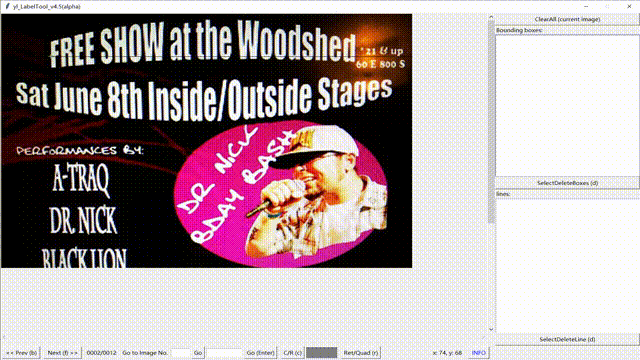 yl_LabelTool_v4.5(alpha)
FREE SHOW at the Woodshed
21 & up
60 E 800 S
Sat June 8th Inside/Outside Stages
PERFORMANCES BY:
A-TRAQ
DR. NICK
BLACK LION
DR NICK
BDAY BASH
ClearAll (current image)
Bounding boxes:
SelectDeleteBoxes (d)
lines:
SelectDeleteLine (d)
<< Prev (b) Next (f) >> 0002/0012 Go to Image No. Go Go (Enter) C/R (c) Ret/Quad (r) x: 74, y: 68 INFO